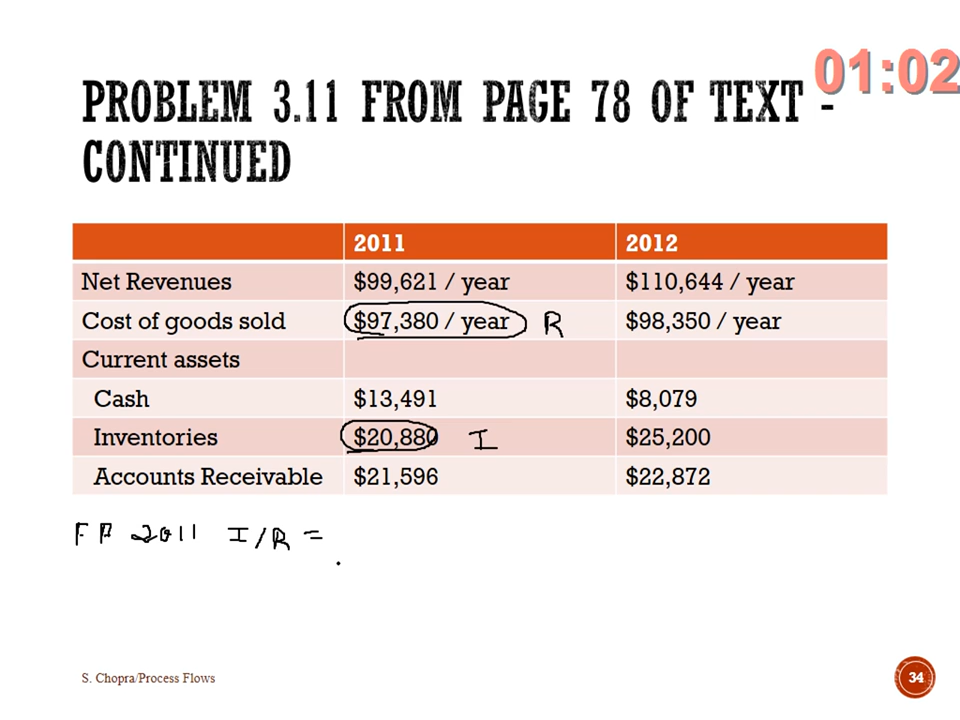 01:02
PROBLEM 3.11 FROM PAGE 78 OF TEXT -
CONTINUED
2011 2012
Net Revenues $99,621 / year $110,644 / year
Cost of goods sold $97,380 / year R $98,350 / year
Current assets
Cash $13,491 $8,079
Inventories $20,880 I $25,200
Accounts Receivable $21,596 $22,872
2011 I/R =
S. Chopra/Process Flows
34